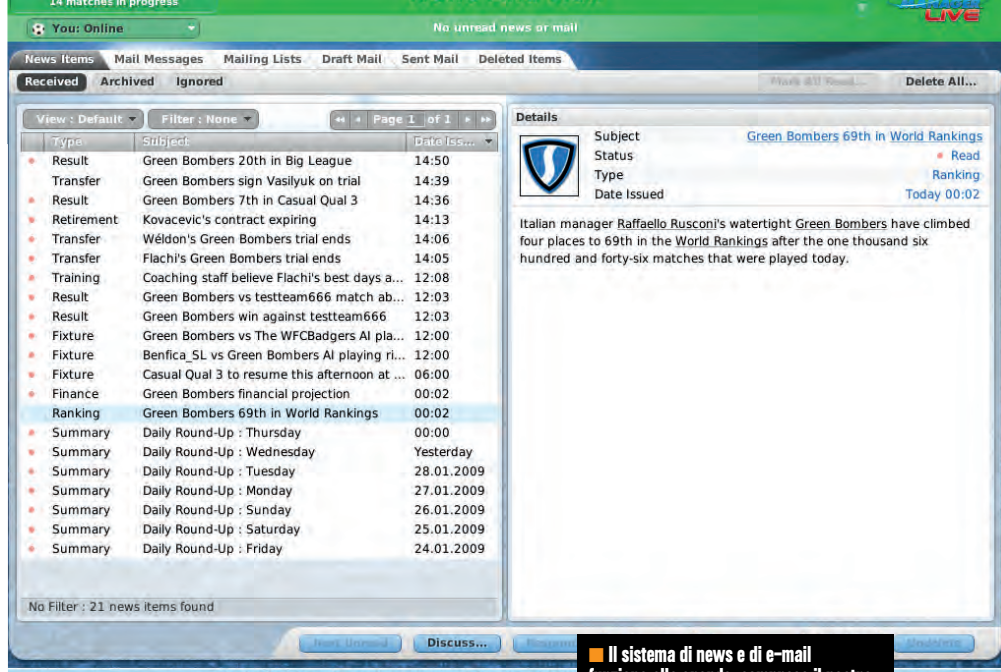 14 matches in progress
LIVE
You: Online
No unread news or mail
News Items Mail Messages Mailing Lists Draft Mail Sent Mail Deleted Items
Received Archived Ignored
Mark All Read... Delete All...
View : Default Filter : None Page 1 of 1
Type Subject Date Iss...
Result Green Bombers 20th in Big League 14:50
Transfer Green Bombers sign Vasilyuk on trial 14:39
Result Green Bombers 7th in Casual Qual 3 14:36
Retirement Kovacevic's contract expiring 14:13
Transfer Wéldon's Green Bombers trial ends 14:06
Transfer Flachi's Green Bombers trial ends 14:05
Training Coaching staff believe Flachi's best days a... 12:08
Result Green Bombers vs testteam666 match ab... 12:03
Result Green Bombers win against testteam666 12:03
Fixture Green Bombers vs The WFCBadgers AI pla... 12:00
Fixture Benfica_SL vs Green Bombers AI playing ri... 12:00
Fixture Casual Qual 3 to resume this afternoon at ... 06:00
Finance Green Bombers financial projection 00:02
Ranking Green Bombers 69th in World Rankings 00:02
Summary Daily Round-Up : Thursday 00:00
Summary Daily Round-Up : Wednesday Yesterday
Summary Daily Round-Up : Tuesday 28.01.2009
Summary Daily Round-Up : Monday 27.01.2009
Summary Daily Round-Up : Sunday 26.01.2009
Summary Daily Round-Up : Saturday 25.01.2009
Summary Daily Round-Up : Friday 24.01.2009
No Filter : 21 news items found
Details
Subject Green Bombers 69th in World Rankings
Status Read
Type Ranking
Date Issued Today 00:02
Italian manager Raffaello Rusconi's watertight Green Bombers have climbed
four places to 69th in the World Rankings after the one thousand six
hundred and forty-six matches that were played today.
Next Unread Discuss...
Il sistema di news e di e-mail